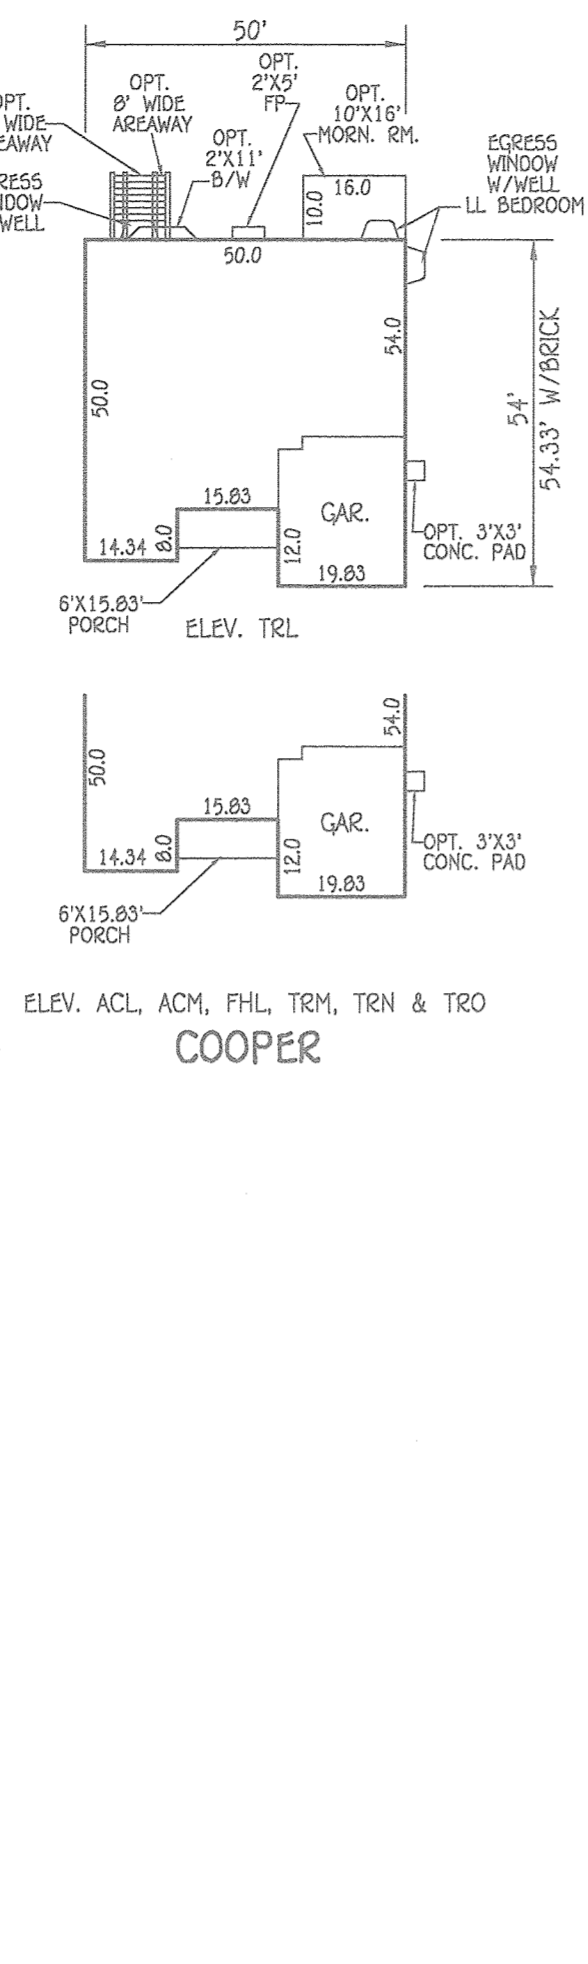 50'
OPT.
2'X5'
FP
OPT.
8' WIDE
AREAWAY
OPT.
10'X16'
MORN. RM.
WIDE
OPT.
2'X11'
B/W
EGRESS
WINDOW
W/WELL
LL BEDROOM
WELL
16.0
10.0
50.0
54.0
50.0
54'
54.33' W/BRICK
15.83
GAR.
14.34
8.0
12.0
19.83
OPT. 3'X3'
CONC. PAD
6'X15.83'
PORCH
ELEV. TRL
54.0
50.0
15.83
GAR.
14.34
8.0
12.0
19.83
OPT. 3'X3'
CONC. PAD
6'X15.83'
PORCH
ELEV. ACL, ACM, FHL, TRM, TRN & TRO
COOPER